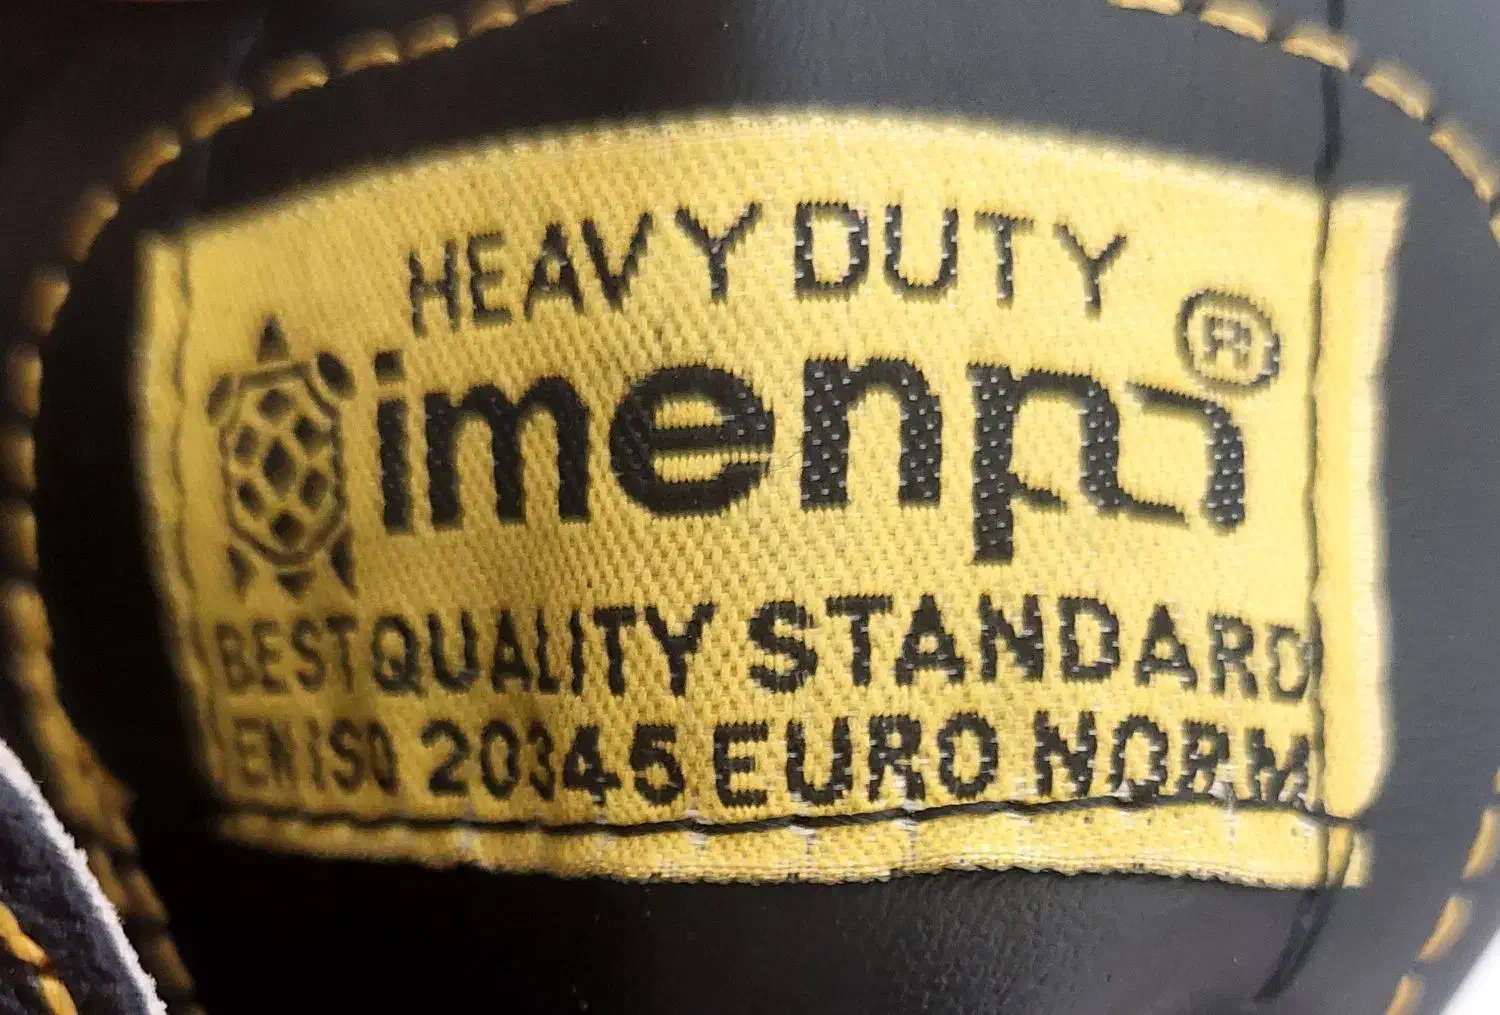 HEAVY DUTY
imenpa®
BEST QUALITY STANDARD
EN iSO 20345 EURO NORM